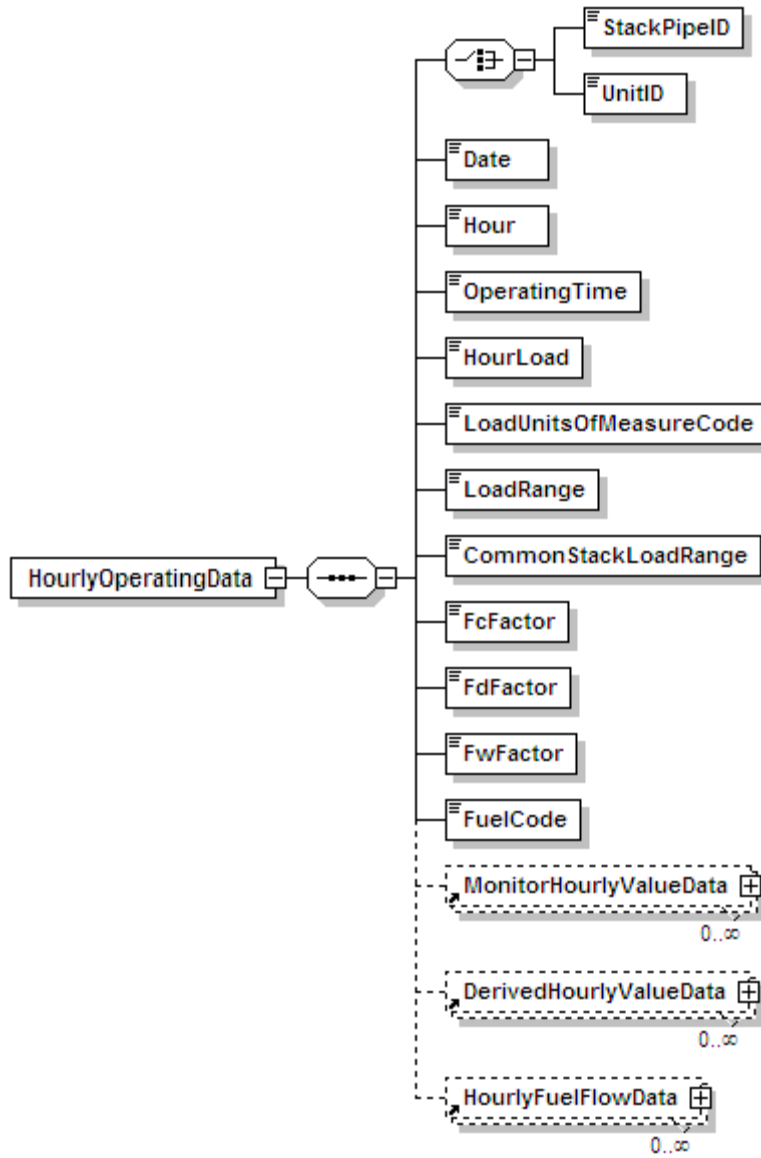 StackPipeID
UnitID
Date
Hour
OperatingTime
HourLoad
LoadUnitsOfMeasureCode
LoadRange
CommonStackLoadRange
HourlyOperatingData
FcFactor
FdFactor
FwFactor
FuelCode
MonitorHourlyValueData
0..∞
DerivedHourlyValueData
0..∞
HourlyFuelFlowData
0..∞